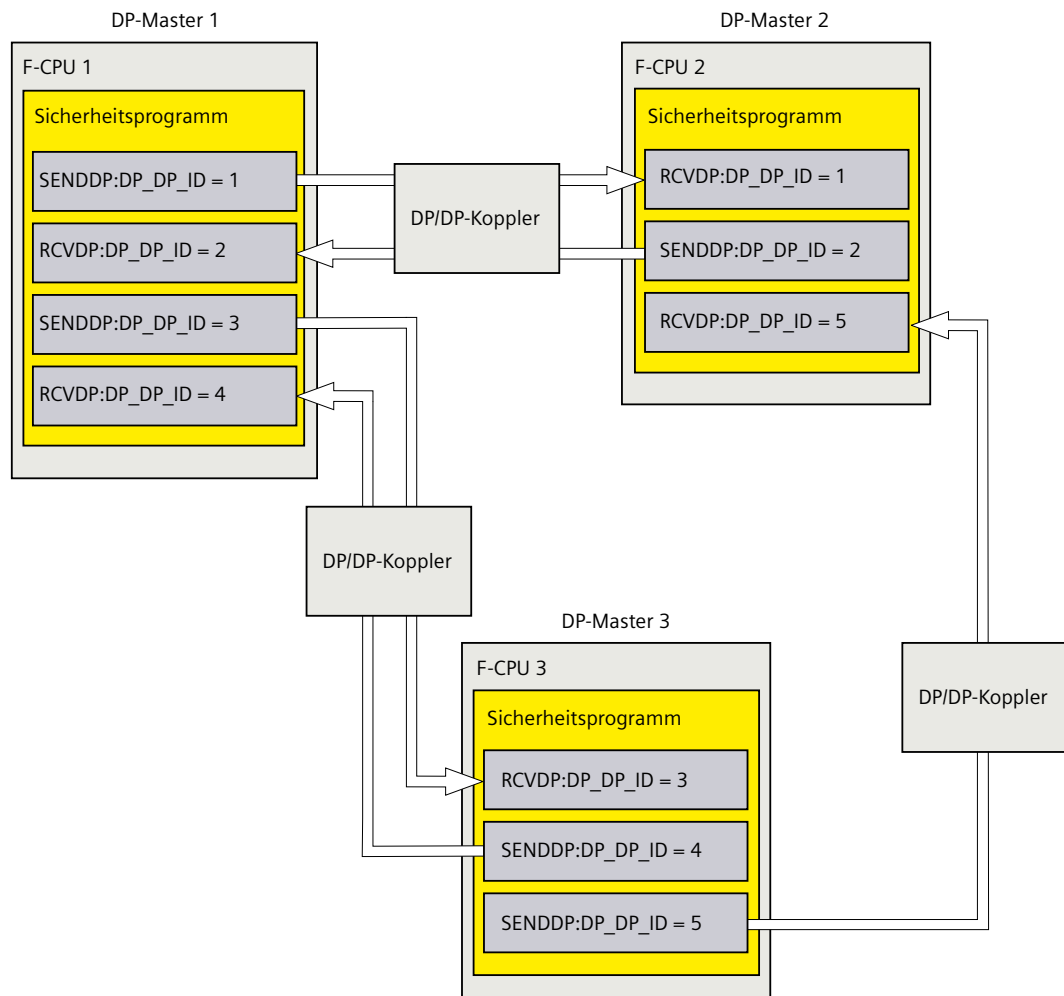 DP-Master 1
F-CPU 1
Sicherheitsprogramm
SENDDP:DP_DP_ID = 1
RCVDP:DP_DP_ID = 2
SENDDP:DP_DP_ID = 3
RCVDP:DP_DP_ID = 4
DP/DP-Koppler
DP-Master 2
F-CPU 2
Sicherheitsprogramm
RCVDP:DP_DP_ID = 1
SENDDP:DP_DP_ID = 2
RCVDP:DP_DP_ID = 5
DP/DP-Koppler
DP-Master 3
F-CPU 3
Sicherheitsprogramm
RCVDP:DP_DP_ID = 3
SENDDP:DP_DP_ID = 4
SENDDP:DP_DP_ID = 5
DP/DP-Koppler